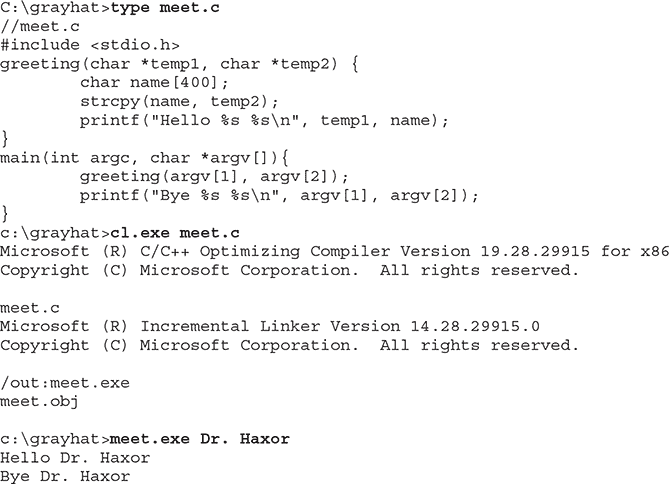 C:\grayhat>type meet.c
//meet.c
#include <stdio.h>
greeting(char *temp1, char *temp2) {
        char name[400];
        strcpy(name, temp2);
        printf("Hello %s %s\n", temp1, name);
}
main(int argc, char *argv[]){
        greeting(argv[1], argv[2]);
        printf("Bye %s %s\n", argv[1], argv[2]);
}
c:\grayhat>cl.exe meet.c
Microsoft (R) C/C++ Optimizing Compiler Version 19.28.29915 for x86
Copyright (C) Microsoft Corporation.  All rights reserved.

meet.c
Microsoft (R) Incremental Linker Version 14.28.29915.0
Copyright (C) Microsoft Corporation.  All rights reserved.

/out:meet.exe
meet.obj

c:\grayhat>meet.exe Dr. Haxor
Hello Dr. Haxor
Bye Dr. Haxor